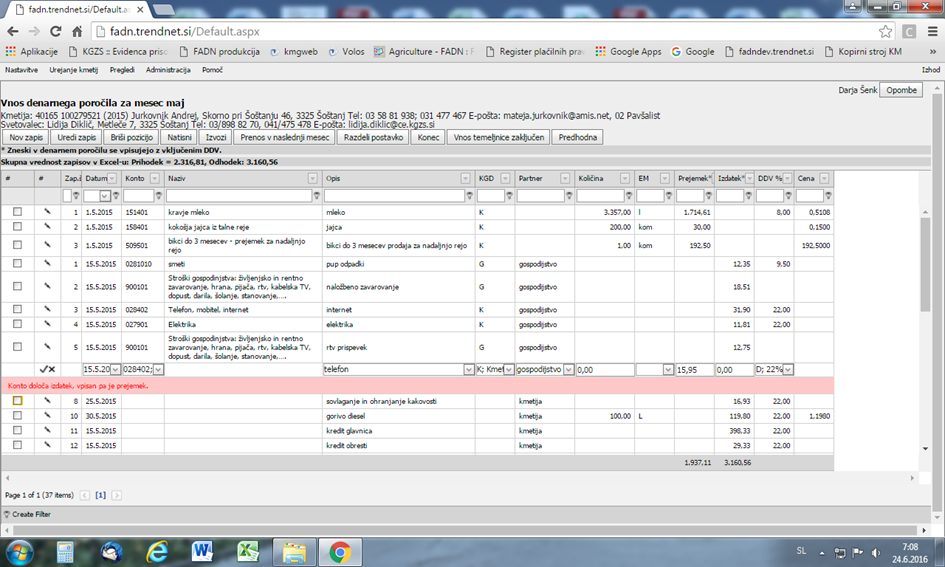 fadn.trendnet.si/Default.as
fadn.trendnet.si/Default.aspx
Aplikacije KGZS :: Evidenca prisc FADN produkcija kmgweb Volos Agriculture - FADN : F Register plačilnih prav Google Apps Google fadndev.trendnet.si Kopirni stroj KM »
Nastavitve Urejanje kmetij Pregledi Administracija Pomoč Izhod
Darja Šenk Opombe
Vnos denarnega poročila za mesec maj
Kmetija: 40165 100279521 (2015) Jurkovnik Andrej, Skorno pri Šoštanju 46, 3325 Šoštanj Tel: 03 58 81 938; 031 477 467 E-pošta: mateja.jurkovnik@amis.net, 02 Pavšalist
Svetovalec: Lidija Diklič, Metleče 7, 3325 Šoštanj Tel: 03/898 82 70, 041/475 478 E-pošta: lidija.diklic@ce.kgzs.si
Nov zapis Uredi zapis Briši pozicijo Natisni Izvozi Prenos v naslednji mesec Razdeli postavko Konec Vnos temeljnice zaključen Predhodna
* Zneski v denarnem poročilu se vpisujejo z vključenim DDV.
Skupna vrednost zapisov v Excel-u: Prihodek = 2.316,81, Odhodek: 3.160,56
# # Zap.š Datum Konto Naziv Opis KGD Partner Količina EM Prejemek* Izdatek* DDV % Cena
1 1.5.2015 151401 kravje mleko mleko K 3.357,00 l 1.714,61 8,00 0,5108
2 1.5.2015 158401 kokošja jajca iz talne reje jajca K 200,00 kom 30,00 0,1500
3 1.5.2015 509501 bikci do 3 mesecev - prejemek za nadaljnjo rejo bikci do 3 mesecev prodaja za nadaljnjo rejo K 1,00 kom 192,50 192,5000
1 15.5.2015 0281010 smeti pup odpadki G gospodijstvo 12,35 9,50
2 15.5.2015 900101 Stroški gospodinjstva: življenjsko in rentno zavarovanje, hrana, pijača, rtv, kabelska TV, dopust, darila, šolanje, stanovanje,.... naložbeno zavarovanje G gospodijstvo 18,51
3 15.5.2015 028402 Telefon, mobitel, internet internet K gospodijstvo 31,90 22,00
4 15.5.2015 027901 Elektrika elektrika K gospodijstvo 11,81 22,00
5 15.5.2015 900101 Stroški gospodinjstva: življenjsko in rentno zavarovanje, hrana, pijača, rtv, kabelska TV, dopust, darila, šolanje, stanovanje,.... rtv prispevek G gospodijstvo 12,75
15.5.20 028402; telefon K; Kmet gospodijstvo 0,00 15,95 0,00 D; 22%
Konto določa izdatek, vpisan pa je prejemek.
8 25.5.2015 sovlaganje in ohranjanje kakovosti kmetija 16,93 22,00
10 30.5.2015 gorivo diesel kmetija 100,00 L 119,80 22,00 1,1980
11 15.5.2015 kredit glavnica kmetija 398,33 22,00
12 15.5.2015 kredit obresti kmetija 29,33 22,00
1.937,11 3.160,56
Page 1 of 1 (37 items) [1]
Create Filter
SL 7:08
24.6.2016